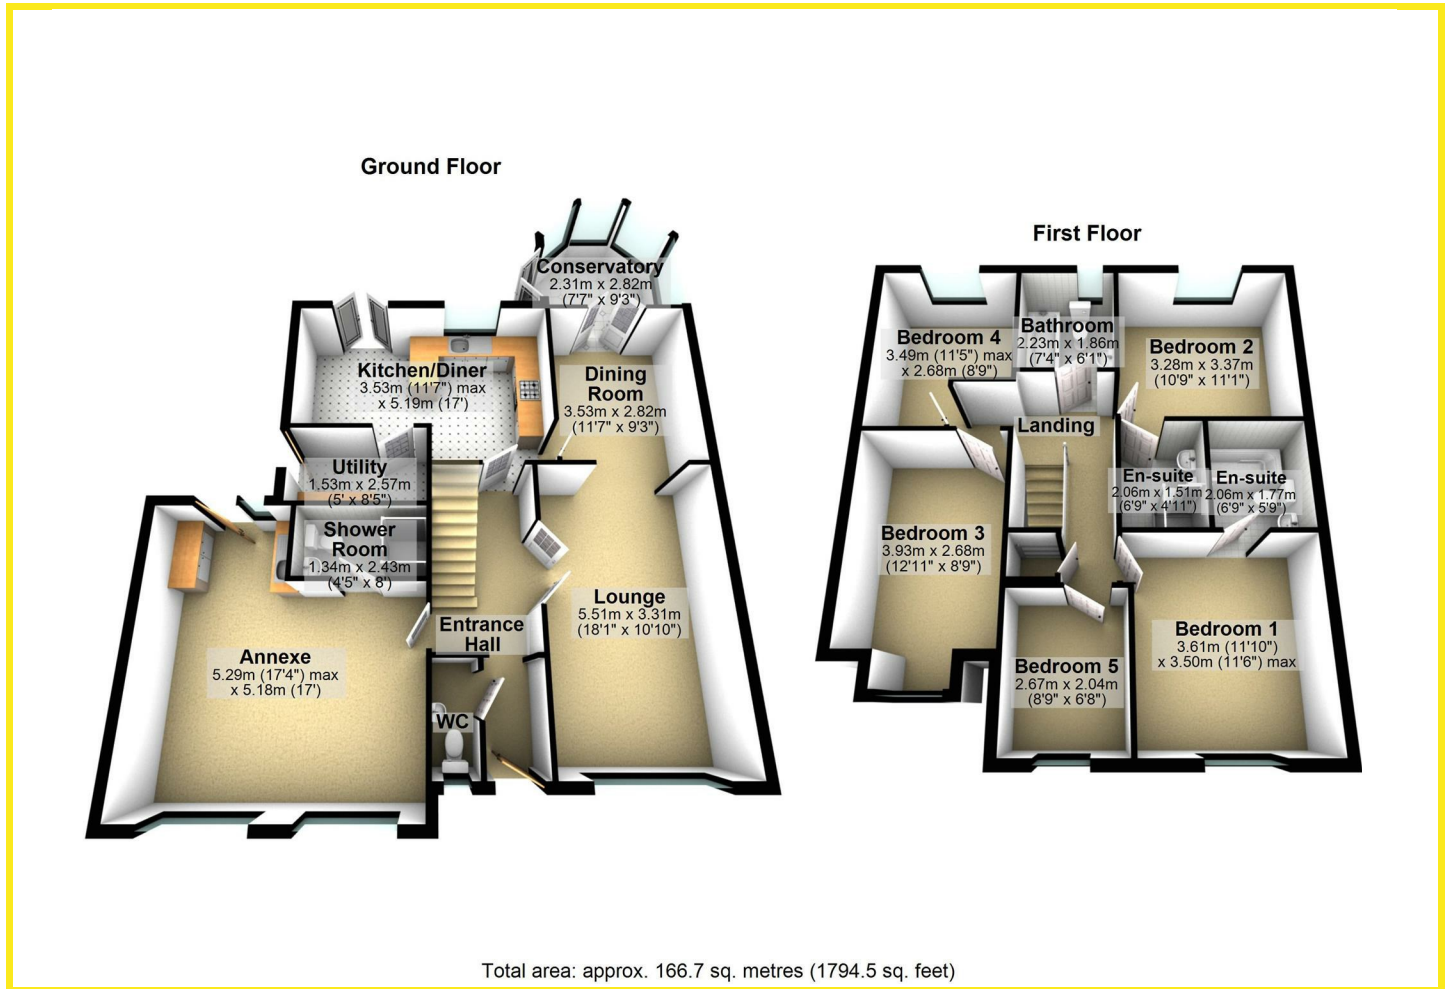 Ground Floor
Conservatory
2.31m x 2.82m
(7'7" x 9'3")
Kitchen/Diner
3.53m (11'7") max
x 5.19m (17')
Dining
Room
3.53m x 2.82m
(11'7" x 9'3")
Utility
1.53m x 2.57m
(5' x 8'5")
Shower
Room
1.34m x 2.43m
(4'5" x 8')
Lounge
5.51m x 3.31m
(18'1" x 10'10")
Entrance
Hall
Annexe
5.29m (17'4") max
x 5.18m (17')
WC
First Floor
Bedroom 4
3.49m (11'5") max
x 2.68m (8'9")
Bathroom
2.23m x 1.86m
(7'4" x 6'1")
Bedroom 2
3.28m x 3.37m
(10'9" x 11'1")
Landing
En-suite
2.06m x 1.51m
(6'9" x 4'11")
En-suite
2.06m x 1.77m
(6'9" x 5'9")
Bedroom 3
3.93m x 2.68m
(12'11" x 8'9")
Bedroom 1
3.61m (11'10")
x 3.50m (11'6") max
Bedroom 5
2.67m x 2.04m
(8'9" x 6'8")
Total area: approx. 166.7 sq. metres (1794.5 sq. feet)